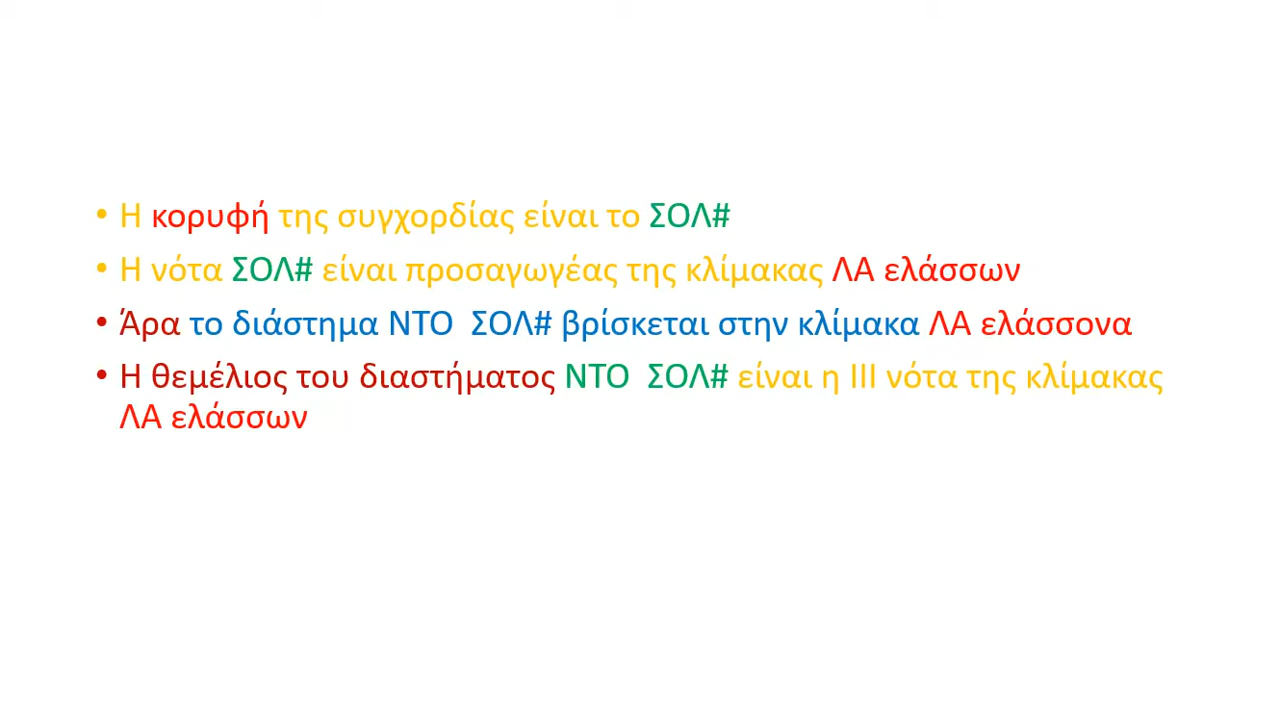 • Η κορυφή της συγχορδίας είναι το ΣΟΛ#
• Η νότα ΣΟΛ# είναι προσαγωγέας της κλίμακας ΛΑ ελάσσων
• Άρα το διάστημα ΝΤΟ ΣΟΛ# βρίσκεται στην κλίμακα ΛΑ ελάσσονα
• Η θεμέλιος του διαστήματος ΝΤΟ ΣΟΛ# είναι η ΙΙΙ νότα της κλίμακας
ΛΑ ελάσσων